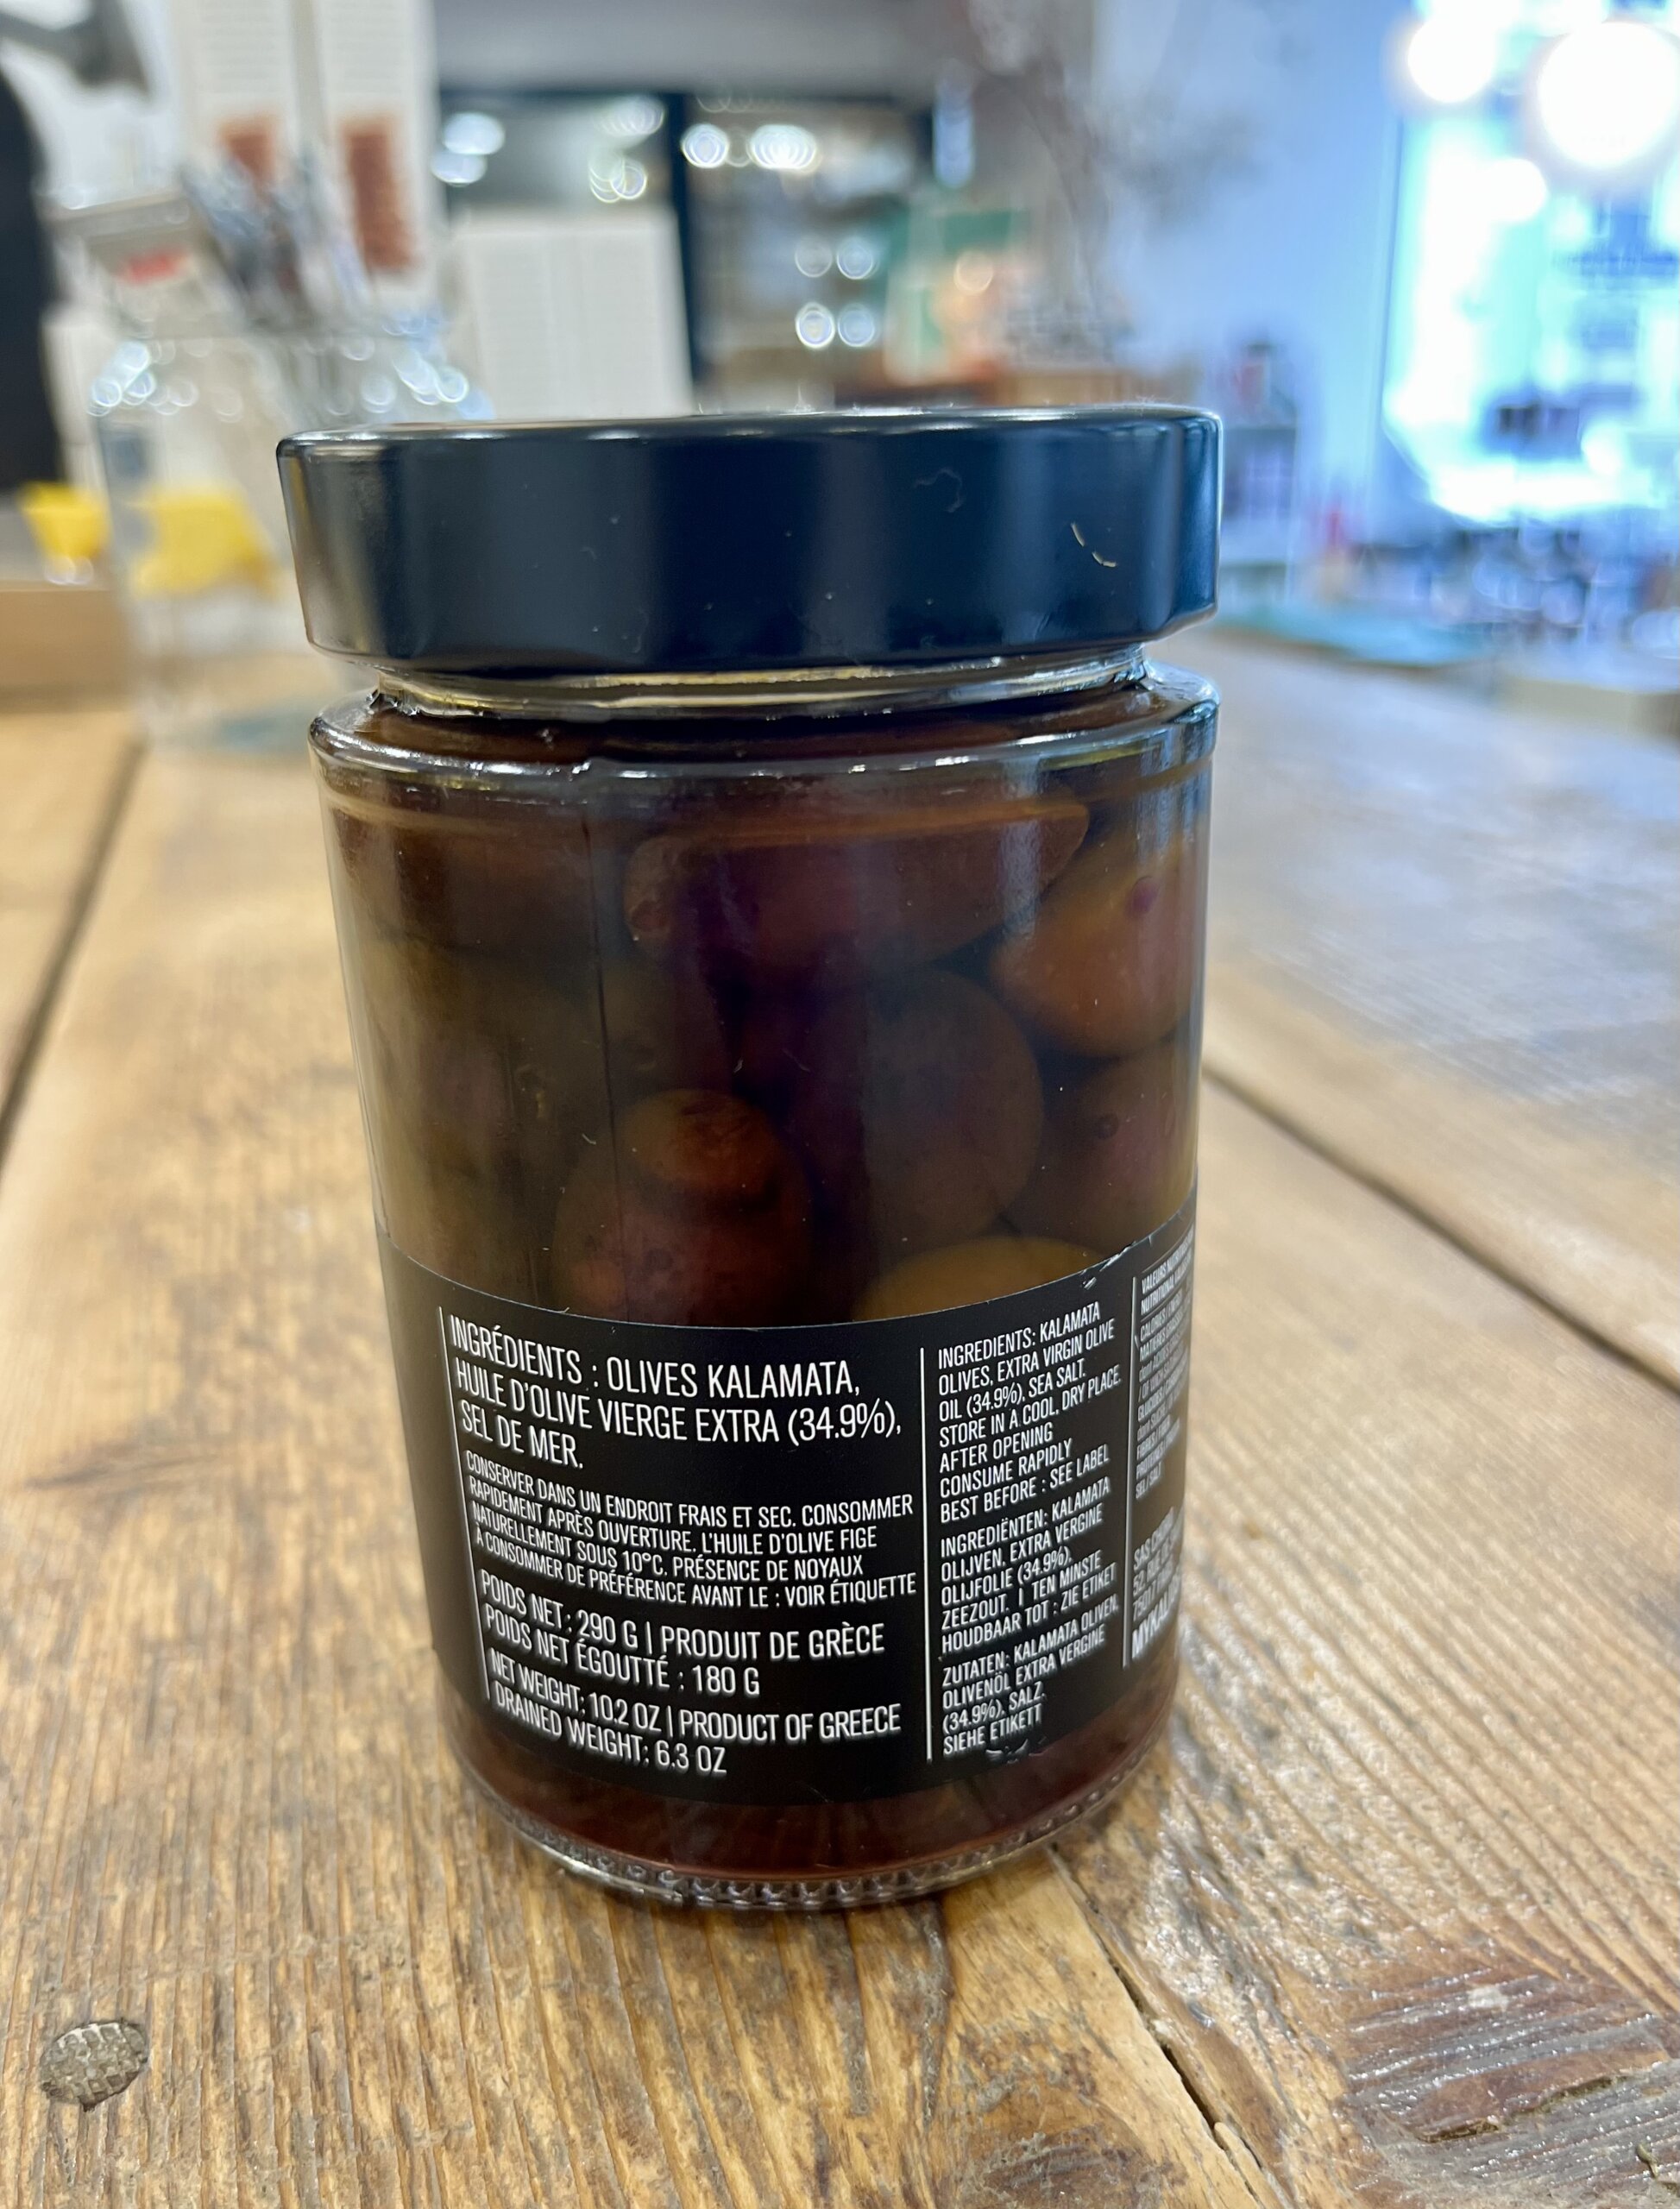 INGRÉDIENTS : OLIVES KALAMATA,
HUILE D'OLIVE VIERGE EXTRA (34.9%),
SEL DE MER.
CONSERVER DANS UN ENDROIT FRAIS ET SEC. CONSOMMER
RAPIDEMENT APRÈS OUVERTURE. L'HUILE D'OLIVE FIGE
NATURELLEMENT SOUS 10°C. PRÉSENCE DE NOYAUX
À CONSOMMER DE PRÉFÉRENCE AVANT LE : VOIR ÉTIQUETTE
POIDS NET : 290 G | PRODUIT DE GRÈCE
POIDS NET ÉGOUTTÉ : 180 G
NET WEIGHT: 10.2 OZ | PRODUCT OF GREECE
DRAINED WEIGHT: 6.3 OZ
INGREDIENTS: KALAMATA
OLIVES, EXTRA VIRGIN OLIVE
OIL (34.9%), SEA SALT.
STORE IN A COOL, DRY PLACE.
AFTER OPENING
CONSUME RAPIDLY
BEST BEFORE : SEE LABEL
INGREDIËNTEN: KALAMATA
OLIJVEN, EXTRA VERGINE
OLIJFOLIE (34.9%),
ZEEZOUT. | TEN MINSTE
HOUDBAAR TOT : ZIE ETIKET
ZUTATEN: KALAMATA OLIVEN,
OLIVENÖL EXTRA VERGINE
(34.9%), SALZ
SIEHE ETIKETT
VALEURS
SEL / SALT
SAS